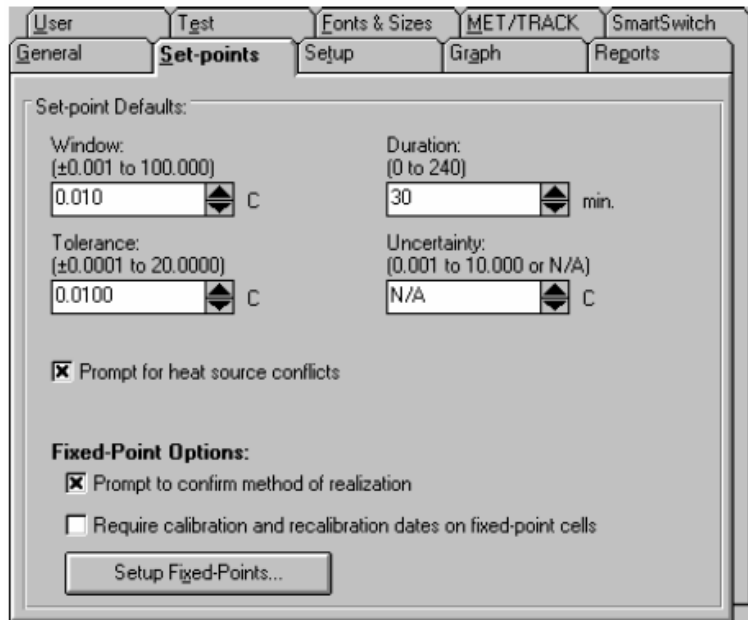 User Test Fonts & Sizes MET/TRACK SmartSwitch
General Set-points Setup Graph Reports
Set-point Defaults:
Window: Duration:
(±0.001 to 100.000) (0 to 240)
0.010 C 30 min.
Tolerance: Uncertainty:
(±0.0001 to 20.0000) (0.001 to 10.000 or N/A)
0.0100 C N/A C
Prompt for heat source conflicts
Fixed-Point Options:
Prompt to confirm method of realization
Require calibration and recalibration dates on fixed-point cells
Setup Fixed-Points...